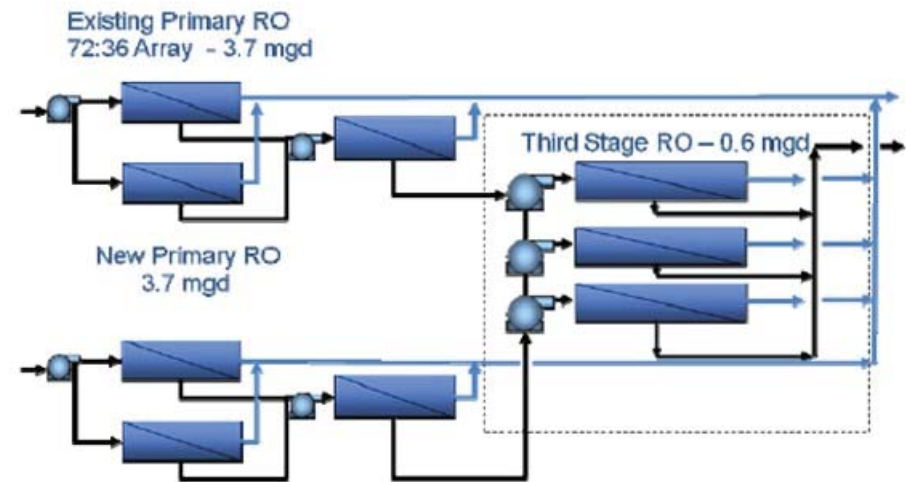 Existing Primary RO
72:36 Array - 3.7 mgd
Third Stage RO – 0.6 mgd
New Primary RO
3.7 mgd